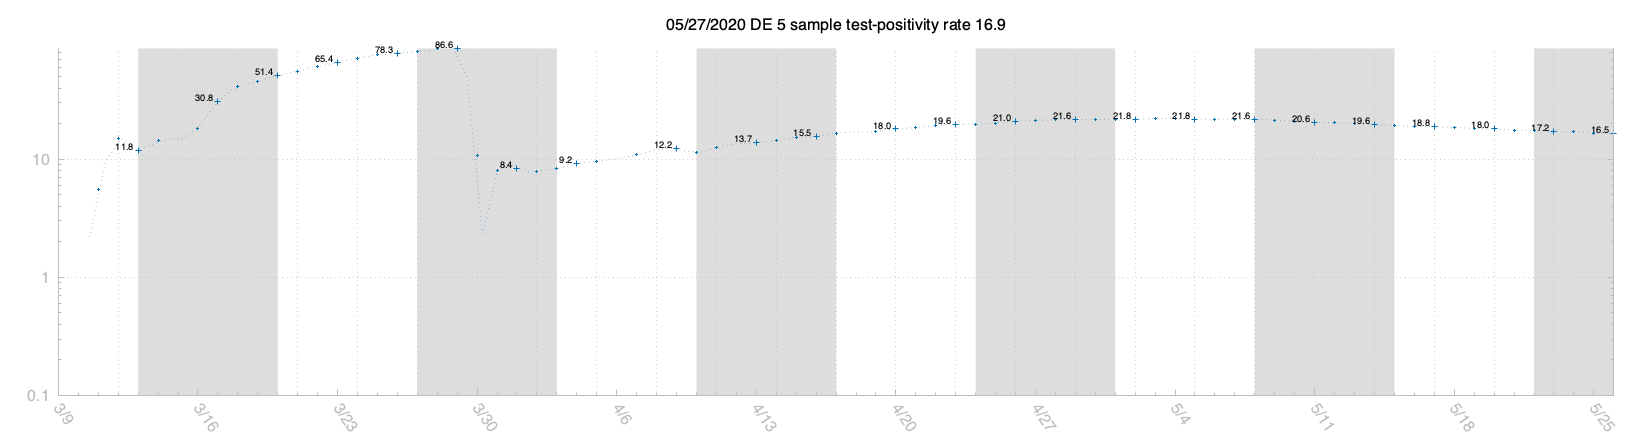 05/27/2020 DE 5 sample test-positivity rate 16.9
11.8 30.8 51.4 65.4 78.3 86.6 8.4 9.2 12.2 13.7 15.5 18.0 19.6 21.0 21.6 21.8 21.8 21.6 20.6 19.6 18.8 18.0 17.2 16.5
10
1
0.1
3/9 3/16 3/23 3/30 4/6 4/13 4/20 4/27 5/4 5/11 5/18 5/25